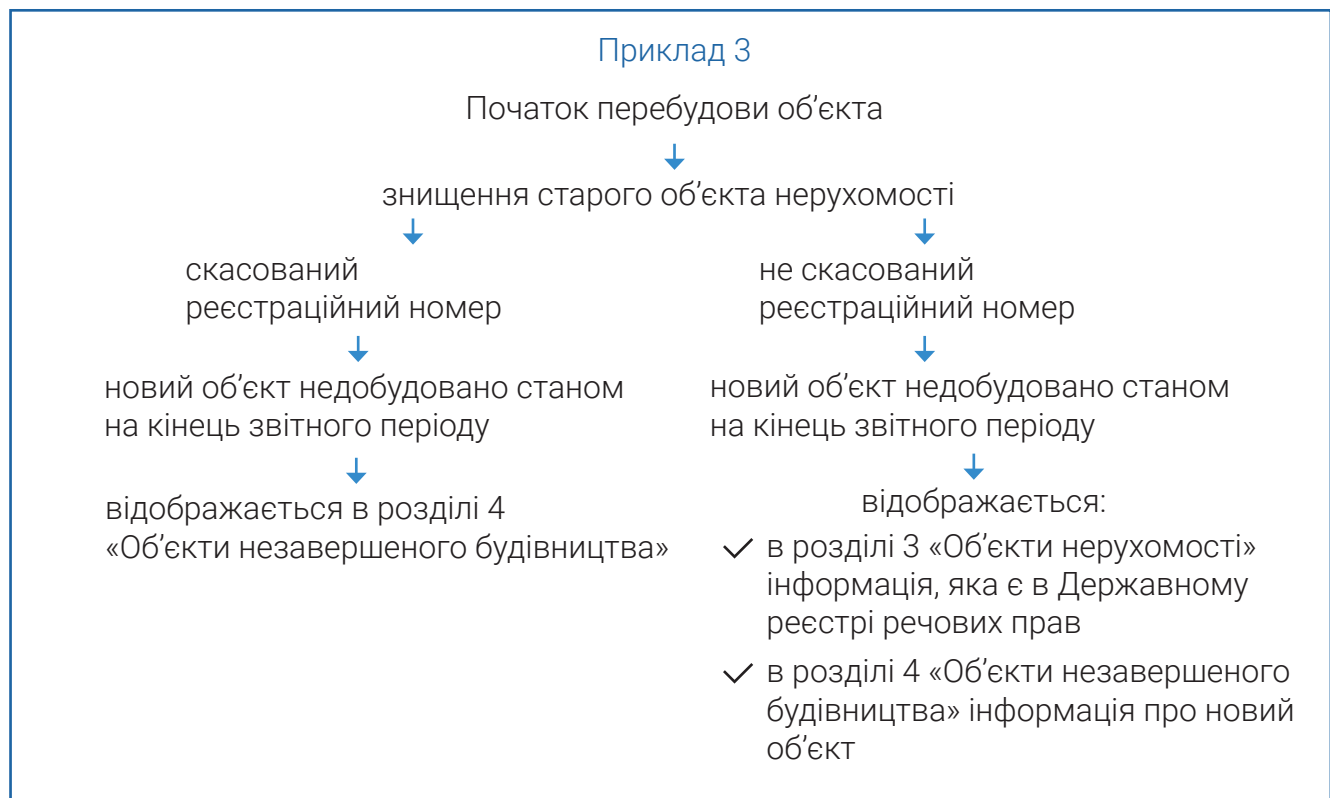 Приклад 3
Початок перебудови об’єкта
знищення старого об’єкта нерухомості
скасований
реєстраційний номер
новий об’єкт недобудовано станом
на кінець звітного періоду
відображається в розділі 4
«Об’єкти незавершеного будівництва»
не скасований
реєстраційний номер
новий об’єкт недобудовано станом
на кінець звітного періоду
відображається:
в розділі 3 «Об’єкти нерухомості»
інформація, яка є в Державному
реєстрі речових прав
в розділі 4 «Об’єкти незавершеного
будівництва» інформація про новий
об’єкт